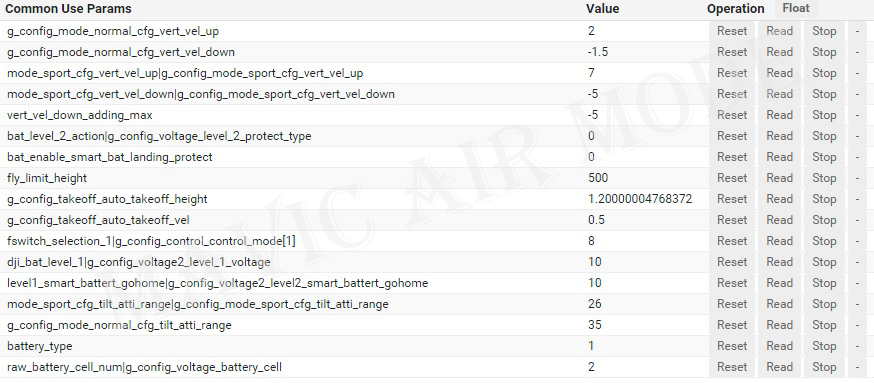 Common Use Params Value Operation Float
g_config_mode_normal_cfg_vert_vel_up 2 Reset Read Stop -
g_config_mode_normal_cfg_vert_vel_down -1.5 Reset Read Stop -
mode_sport_cfg_vert_vel_up|g_config_mode_sport_cfg_vert_vel_up 7 Reset Read Stop -
mode_sport_cfg_vert_vel_down|g_config_mode_sport_cfg_vert_vel_down -5 Reset Read Stop -
vert_vel_down_adding_max -5 Reset Read Stop -
bat_level_2_action|g_config_voltage_level_2_protect_type 0 Reset Read Stop -
bat_enable_smart_bat_landing_protect 0 Reset Read Stop -
fly_limit_height 500 Reset Read Stop -
g_config_takeoff_auto_takeoff_height 1.20000004768372 Reset Read Stop -
g_config_takeoff_auto_takeoff_vel 0.5 Reset Read Stop -
fswitch_selection_1|g_config_control_control_mode[1] 8 Reset Read Stop -
dji_bat_level_1|g_config_voltage2_level_1_voltage 10 Reset Read Stop -
level1_smart_battert_gohome|g_config_voltage2_level2_smart_battert_gohome 10 Reset Read Stop -
mode_sport_cfg_tilt_atti_range|g_config_mode_sport_cfg_tilt_atti_range 26 Reset Read Stop -
g_config_mode_normal_cfg_tilt_atti_range 35 Reset Read Stop -
battery_type 1 Reset Read Stop -
raw_battery_cell_num|g_config_voltage_battery_cell 2 Reset Read Stop -
MAVIC AIR MOD